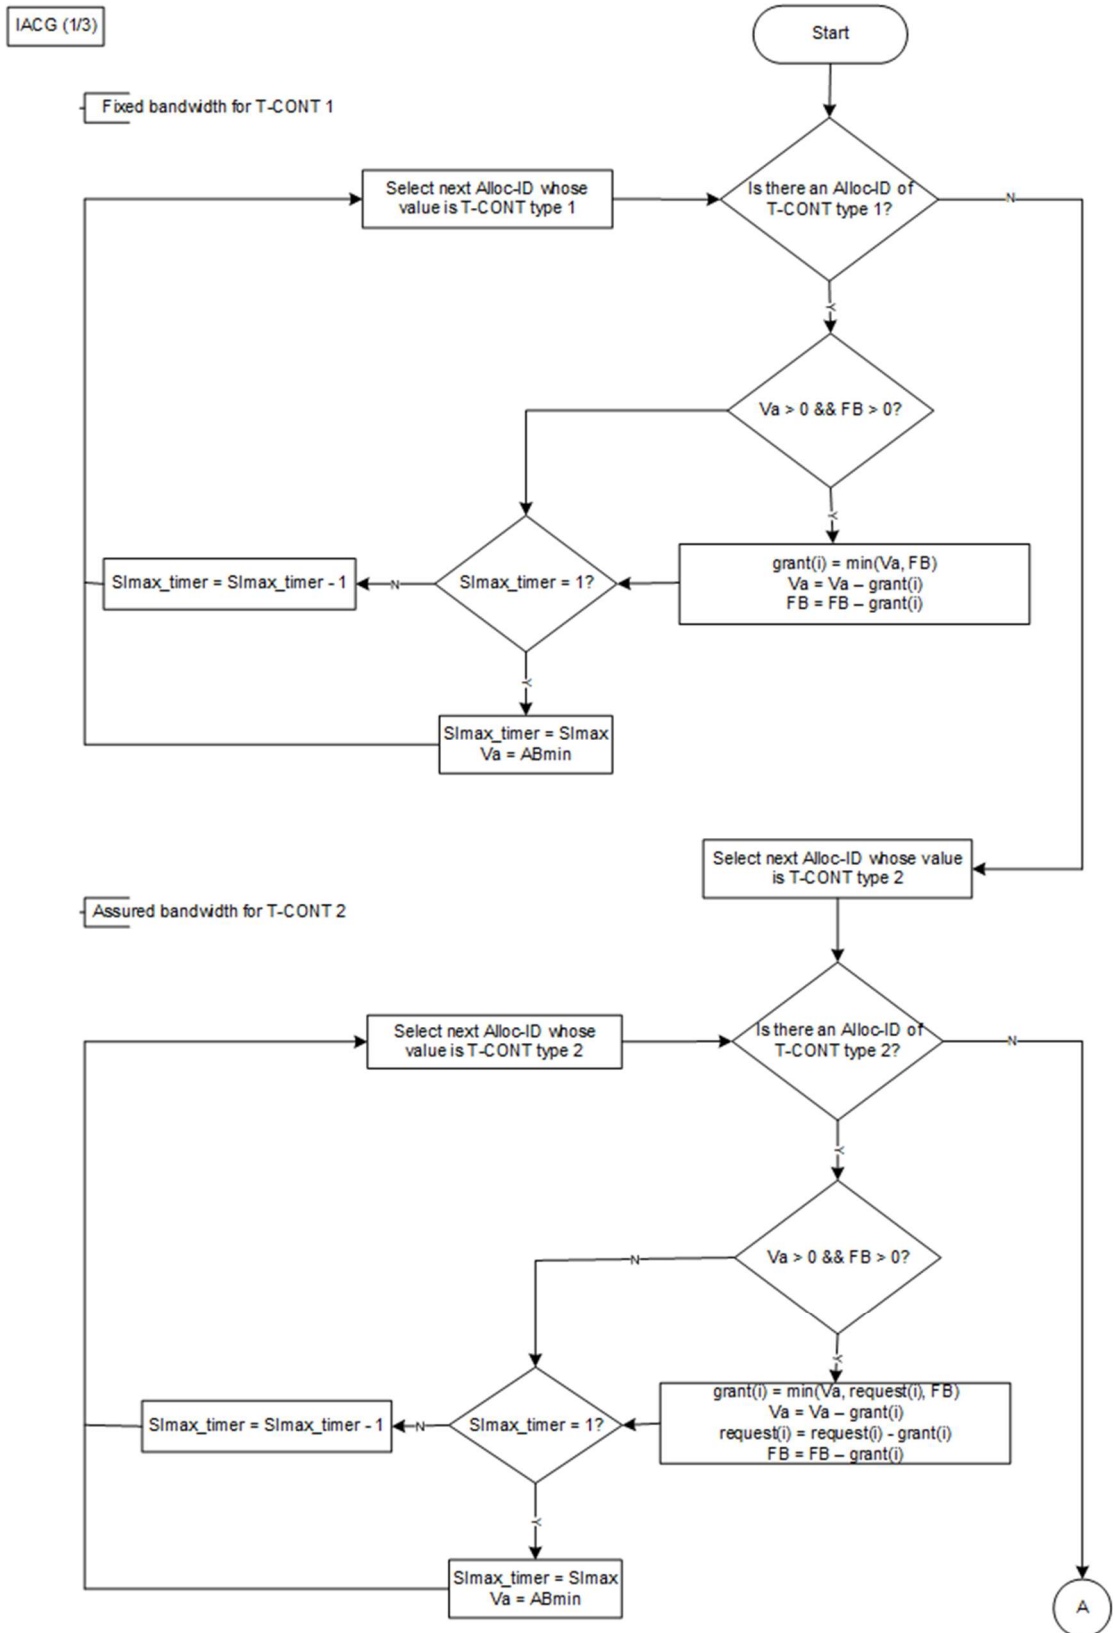 IACG (1/3)
Start
Fixed bandwidth for T-CONT 1
Select next Alloc-ID whose
value is T-CONT type 1
Is there an Alloc-ID of
T-CONT type 1?
N
Y
Va > 0 && FB > 0?
Y
grant(i) = min(Va, FB)
Va = Va – grant(i)
FB = FB – grant(i)
SImax_timer = 1?
N
SImax_timer = SImax_timer - 1
Y
SImax_timer = SImax
Va = ABmin
Select next Alloc-ID whose value
is T-CONT type 2
Assured bandwidth for T-CONT 2
Select next Alloc-ID whose
value is T-CONT type 2
Is there an Alloc-ID of
T-CONT type 2?
N
Y
Va > 0 && FB > 0?
N
Y
grant(i) = min(Va, request(i), FB)
Va = Va – grant(i)
request(i) = request(i) - grant(i)
FB = FB – grant(i)
SImax_timer = 1?
N
SImax_timer = SImax_timer - 1
Y
SImax_timer = SImax
Va = ABmin
A